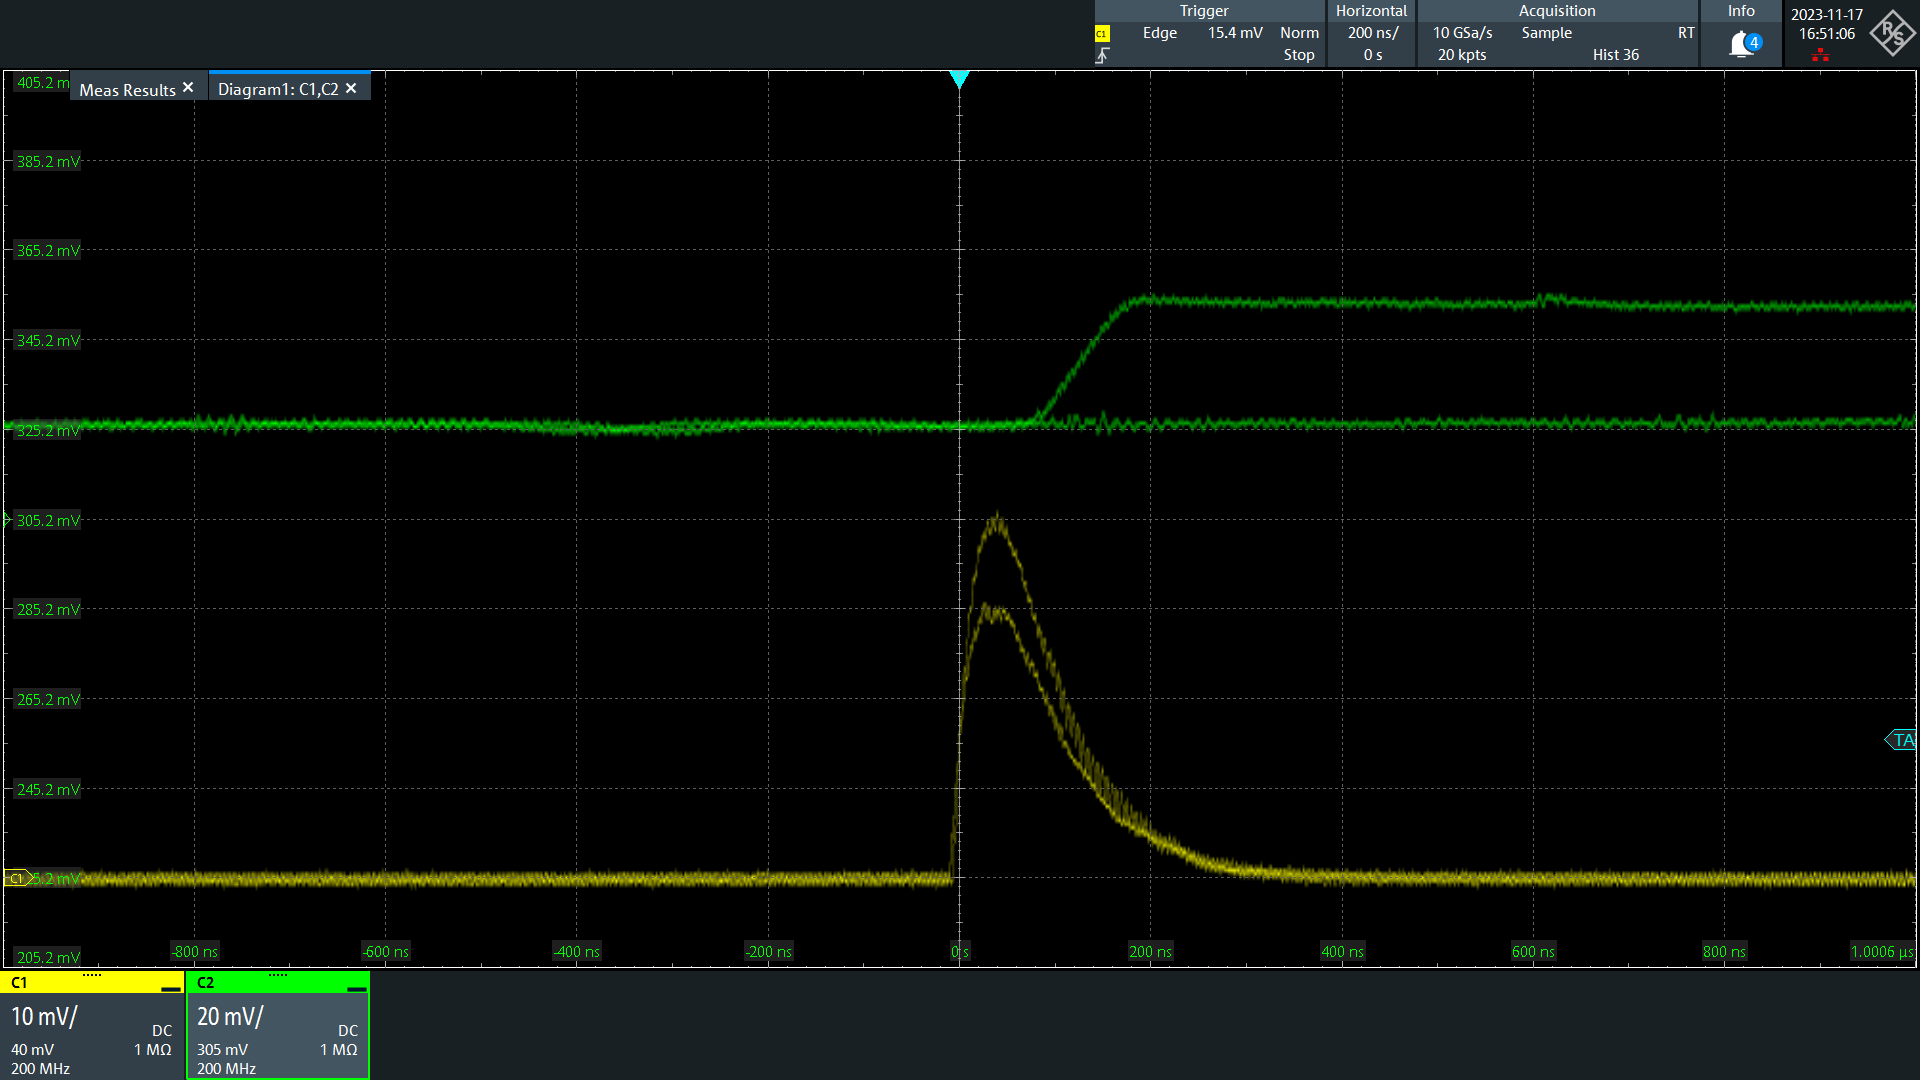 Trigger
Horizontal
Acquisition
Info
2023-11-17
16:51:06
C1
Edge 15.4 mV Norm
Stop
200 ns/
0 s
10 GSa/s Sample RT
20 kpts Hist 36
4
R&S
Meas Results ×
Diagram1: C1,C2 ×
405.2 m
385.2 mV
365.2 mV
345.2 mV
325.2 mV
305.2 mV
285.2 mV
265.2 mV
TA
245.2 mV
C1 5.2 mV
205.2 mV
-800 ns -600 ns -400 ns -200 ns 0 s 200 ns 400 ns 600 ns 800 ns 1.0006 µs
C1
10 mV/
DC
40 mV 1 MΩ
200 MHz
C2
20 mV/
DC
305 mV 1 MΩ
200 MHz